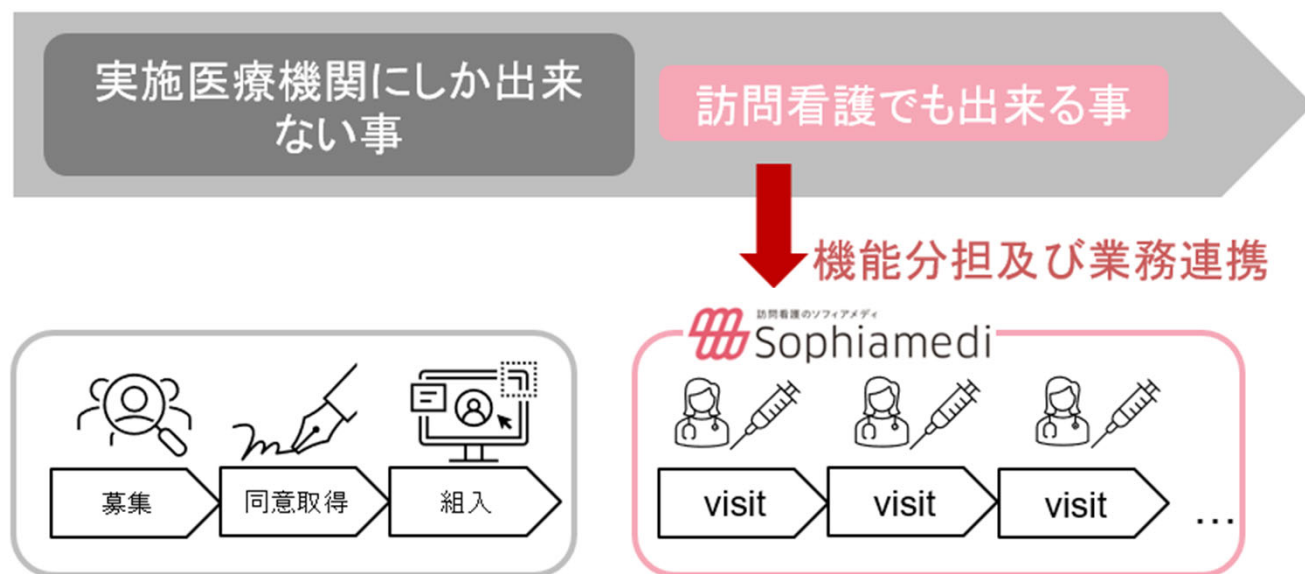 実施医療機関にしか出来
ない事
訪問看護でも出来る事
機能分担及び業務連携
訪問看護のソフィアメディ
Sophiamedi
募集
同意取得
組入
visit
visit
visit
…